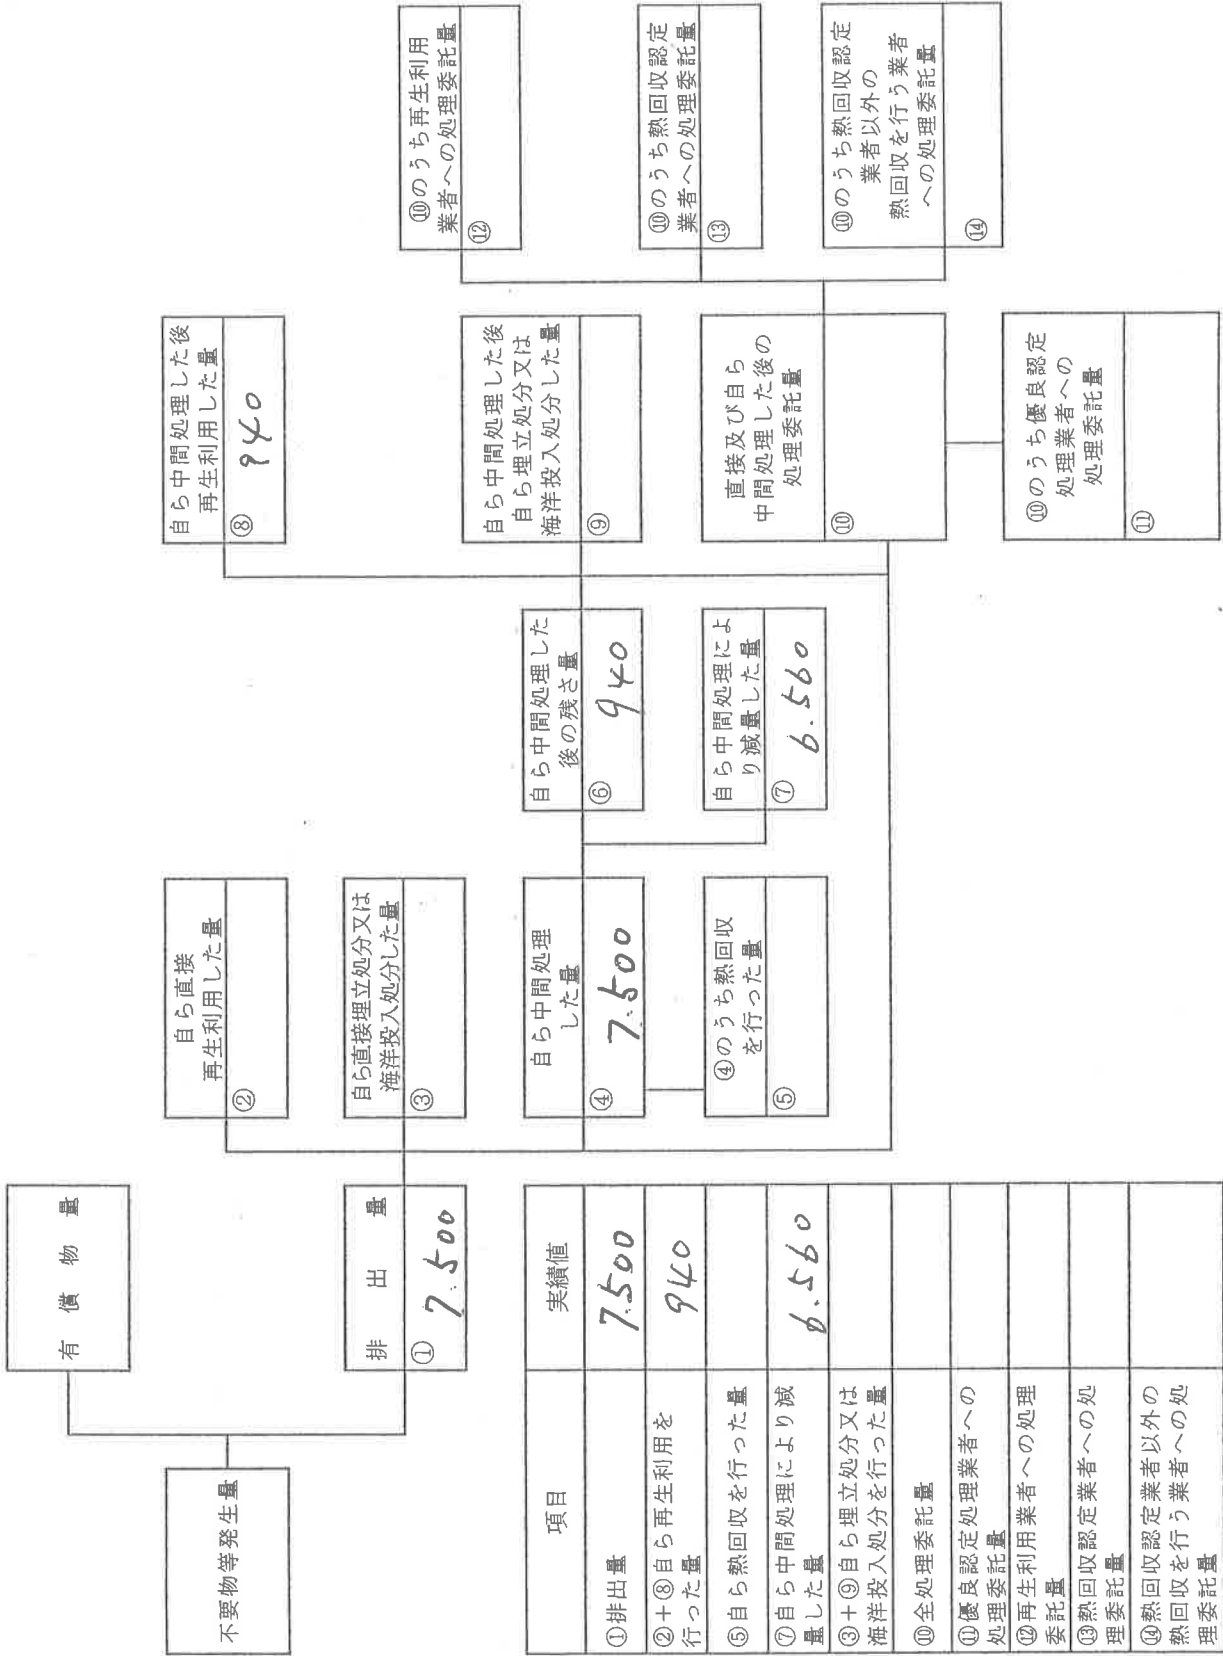 有償物量
不要物等発生量
排出量
① 7.500
自ら直接
再生利用した量
②
自ら直接埋立処分又は
海洋投入処分した量
③
自ら中間処理
した量
④ 7.500
④のうち熱回収
を行った量
⑤
自ら中間処理した
後の残さ量
⑥ 940
自ら中間処理によ
り減量した量
⑦ 6.560
自ら中間処理した後
再生利用した量
⑧ 940
自ら中間処理した後
自ら埋立処分又は
海洋投入処分した量
⑨
直接及び自ら
中間処理した後の
処理委託量
⑩
⑩のうち優良認定
処理業者への
処理委託量
⑪
⑩のうち再生利用
業者への処理委託量
⑫
⑩のうち熱回収認定
業者への処理委託量
⑬
⑩のうち熱回収認定
業者以外の
熱回収を行う業者
への処理委託量
⑭
項目 実績値
①排出量 7.500
②+⑧自ら再生利用を
行った量 940
⑤自ら熱回収を行った量
⑦自ら中間処理により減
量した量 6.560
③+⑨自ら埋立処分又は
海洋投入処分を行った量
⑩全処理委託量
⑪優良認定処理業者への
処理委託量
⑫再生利用業者への処理
委託量
⑬熱回収認定業者への処
理委託量
⑭熱回収認定業者以外の
熱回収を行う業者への処
理委託量